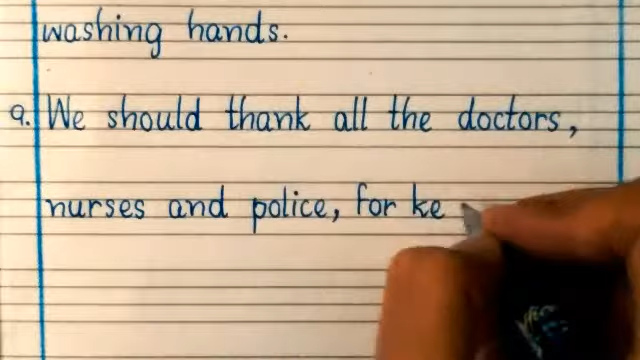 washing hands.
9. We should thank all the doctors,
nurses and police, for ke